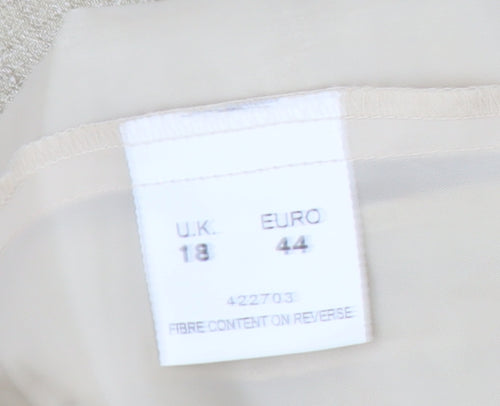 U.K. EURO
18 44
422703
FIBRE CONTENT ON REVERSE